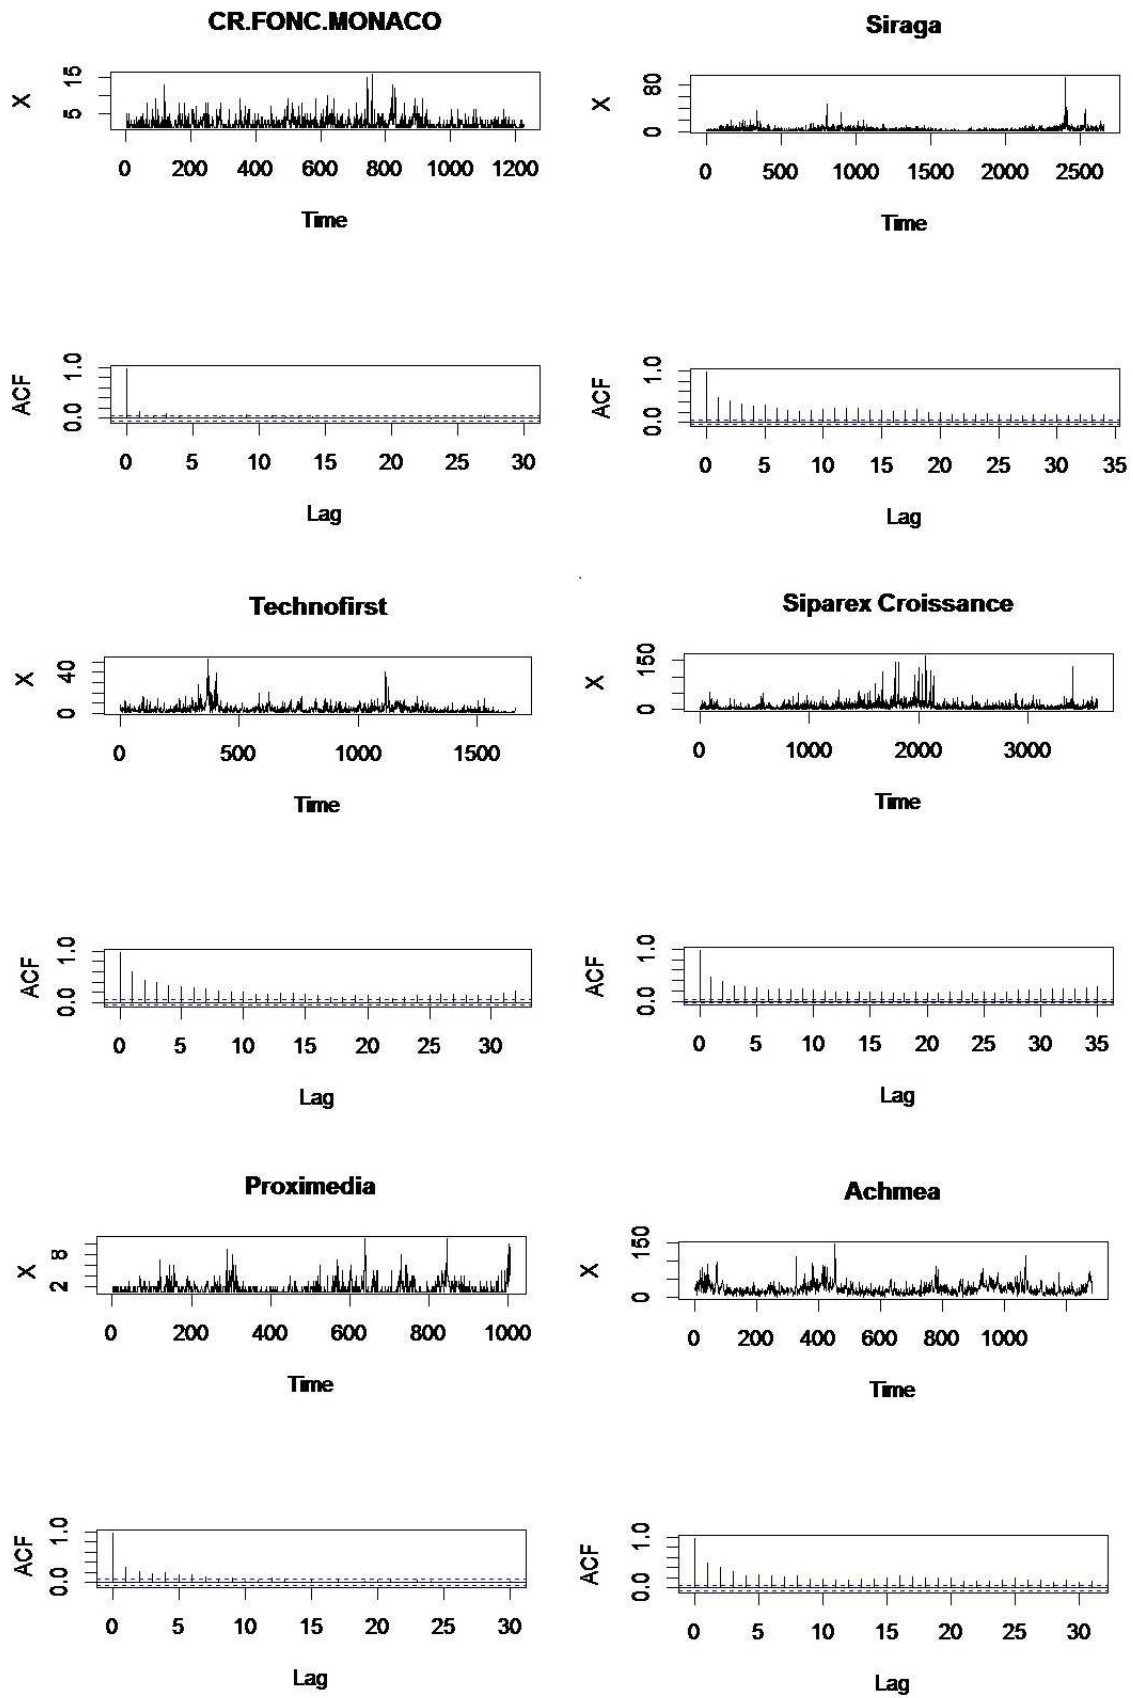 CR.FONC.MONACO
X
5 15
0 200 400 600 800 1000 1200
Time
ACF
0.0 1.0
0 5 10 15 20 25 30
Lag
Siraga
X
0 80
0 500 1000 1500 2000 2500
Time
ACF
0.0 1.0
0 5 10 15 20 25 30 35
Lag
Technofirst
X
0 40
0 500 1000 1500
Time
ACF
0.0 1.0
0 5 10 15 20 25 30
Lag
Siparex Croissance
X
0 150
0 1000 2000 3000
Time
ACF
0.0 1.0
0 5 10 15 20 25 30 35
Lag
Proximedia
X
2 8
0 200 400 600 800 1000
Time
ACF
0.0 1.0
0 5 10 15 20 25 30
Lag
Achmea
X
0 150
0 200 400 600 800 1000
Time
ACF
0.0 1.0
0 5 10 15 20 25 30
Lag